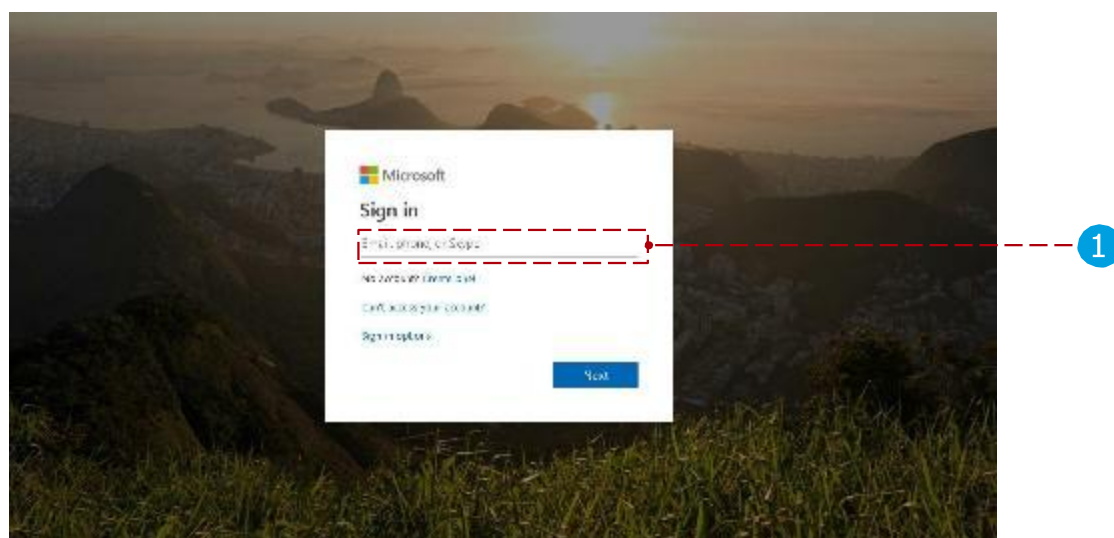 Microsoft
Sign in
Email, phone, or Skype
1
No account? Create one!
Can't access your account?
Sign-in options
Next